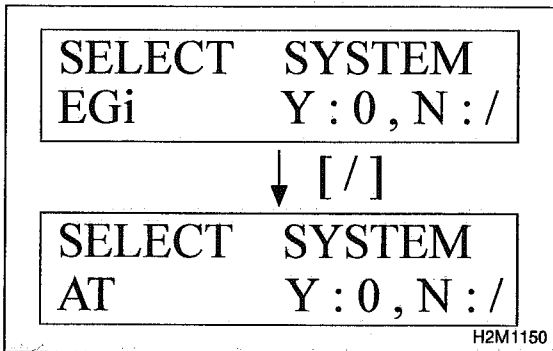 SELECT SYSTEM
EGi Y : 0 , N : /
[ / ]
SELECT SYSTEM
AT Y : 0 , N : /
H2M1150